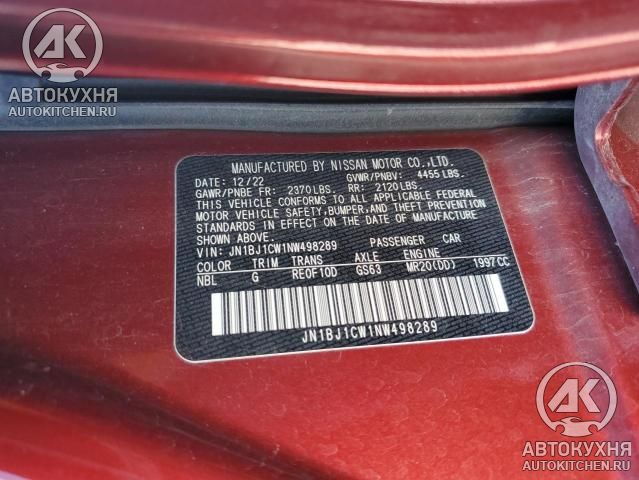 АК
АВТОКУХНЯ
AUTOKITCHEN.RU
MANUFACTURED BY NISSAN MOTOR CO.,LTD.
DATE: 12/22 GVWR/PNBV: 4455 LBS.
GAWR/PNBE FR: 2370 LBS. RR: 2120 LBS.
THIS VEHICLE CONFORMS TO ALL APPLICABLE FEDERAL
MOTOR VEHICLE SAFETY, BUMPER, AND THEFT PREVENTION
STANDARDS IN EFFECT ON THE DATE OF MANUFACTURE
SHOWN ABOVE.
VIN: JN1BJ1CW1NW498289 PASSENGER CAR
COLOR TRIM TRANS AXLE ENGINE
NBL G RE0F10D GS63 MR20(DD) 1997CC
JN1BJ1CW1NW498289
АК
АВТОКУХНЯ
AUTOKITCHEN.RU